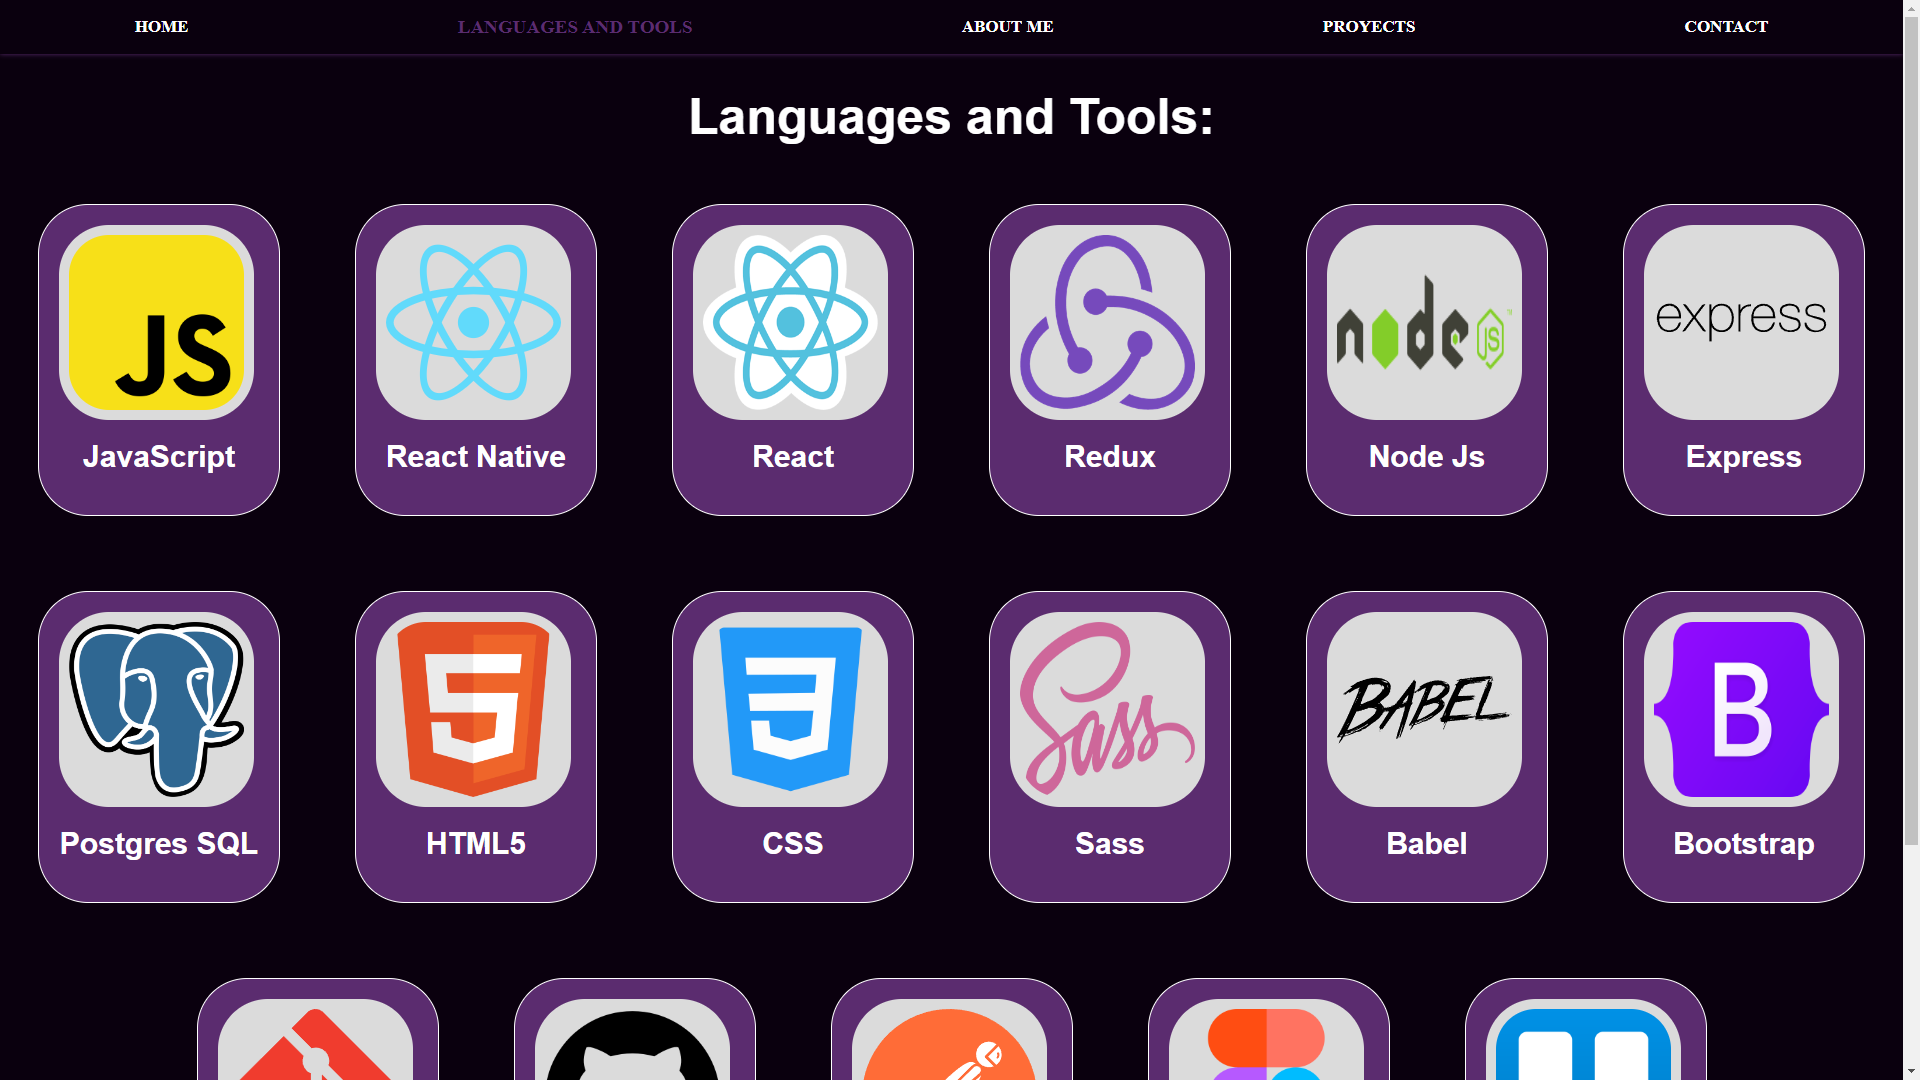 HOME
LANGUAGES AND TOOLS
ABOUT ME
PROYECTS
CONTACT
Languages and Tools:
JS
node JS
express
JavaScript
React Native
React
Redux
Node Js
Express
5
3
Sass
BABEL
B
Postgres SQL
HTML5
CSS
Sass
Babel
Bootstrap